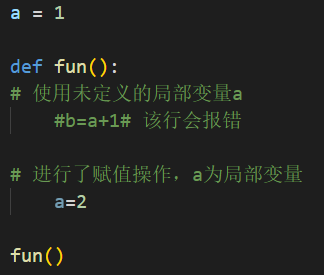 a = 1
def fun():
# 使用未定义的局部变量a
    #b=a+1# 该行会报错
# 进行了赋值操作，a为局部变量
    a=2
fun()